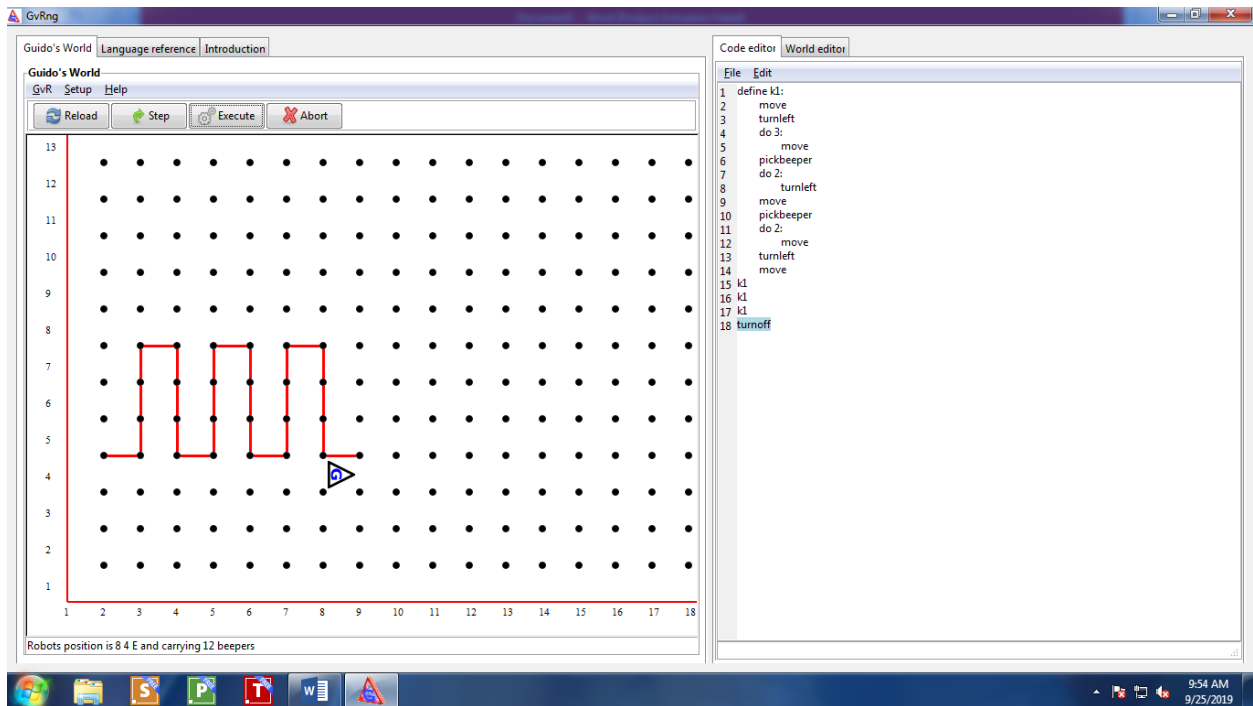 GvRng
Guido's World Language reference Introduction
Guido's World
GvR Setup Help
Reload Step Execute Abort
13
12
11
10
9
8
7
6
5
4
3
2
1
G
1 2 3 4 5 6 7 8 9 10 11 12 13 14 15 16 17 18
Robots position is 8 4 E and carrying 12 beepers
Code editor World editor
File Edit
1 define k1:
2 move
3 turnleft
4 do 3:
5 move
6 pickbeeper
7 do 2:
8 turnleft
9 move
10 pickbeeper
11 do 2:
12 move
13 turnleft
14 move
15 k1
16 k1
17 k1
18 turnoff
S P T W
9:54 AM
9/25/2019